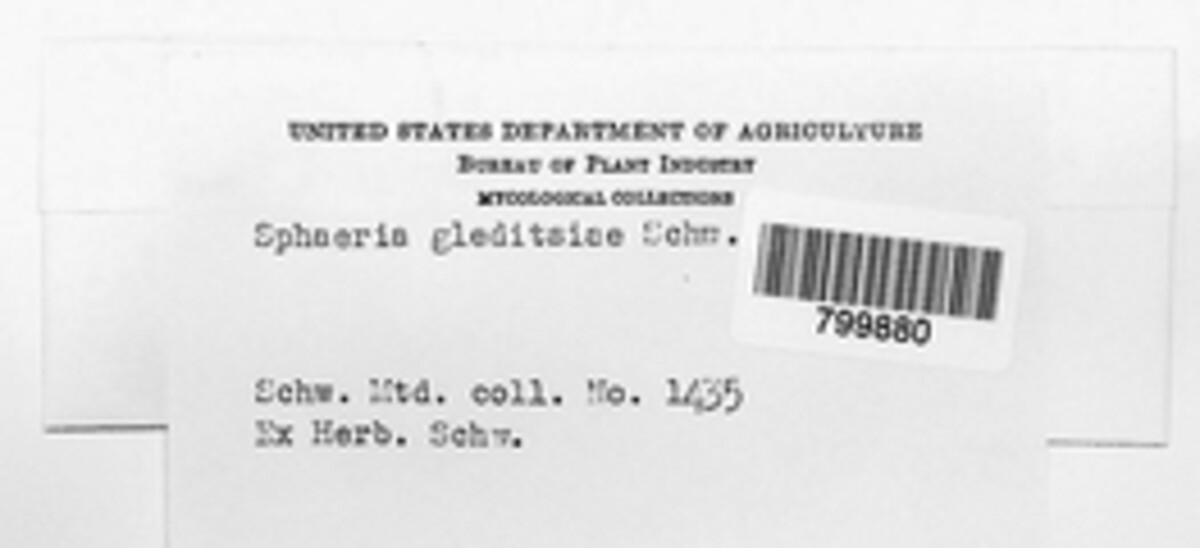 UNITED STATES DEPARTMENT OF AGRICULTURE
BUREAU OF PLANT INDUSTRY
MYCOLOGICAL COLLECTIONS
Sphaeria gleditsiae Schw.
799880
Schw. Mtd. coll. No. 1435
Ex Herb. Schw.